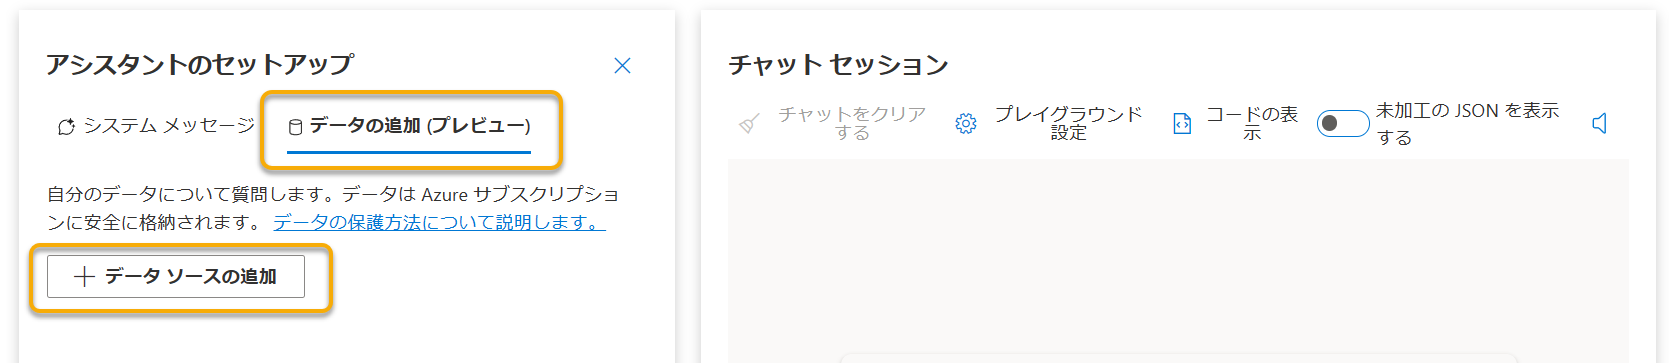 アシスタントのセットアップ
システム メッセージ
データの追加 (プレビュー)
自分のデータについて質問します。データは Azure サブスクリプショ
ンに安全に格納されます。 データの保護方法について説明します。
データ ソースの追加
チャット セッション
チャットをクリア
する
プレイグラウンド
設定
コードの表
示
未加工の JSON を表示
する